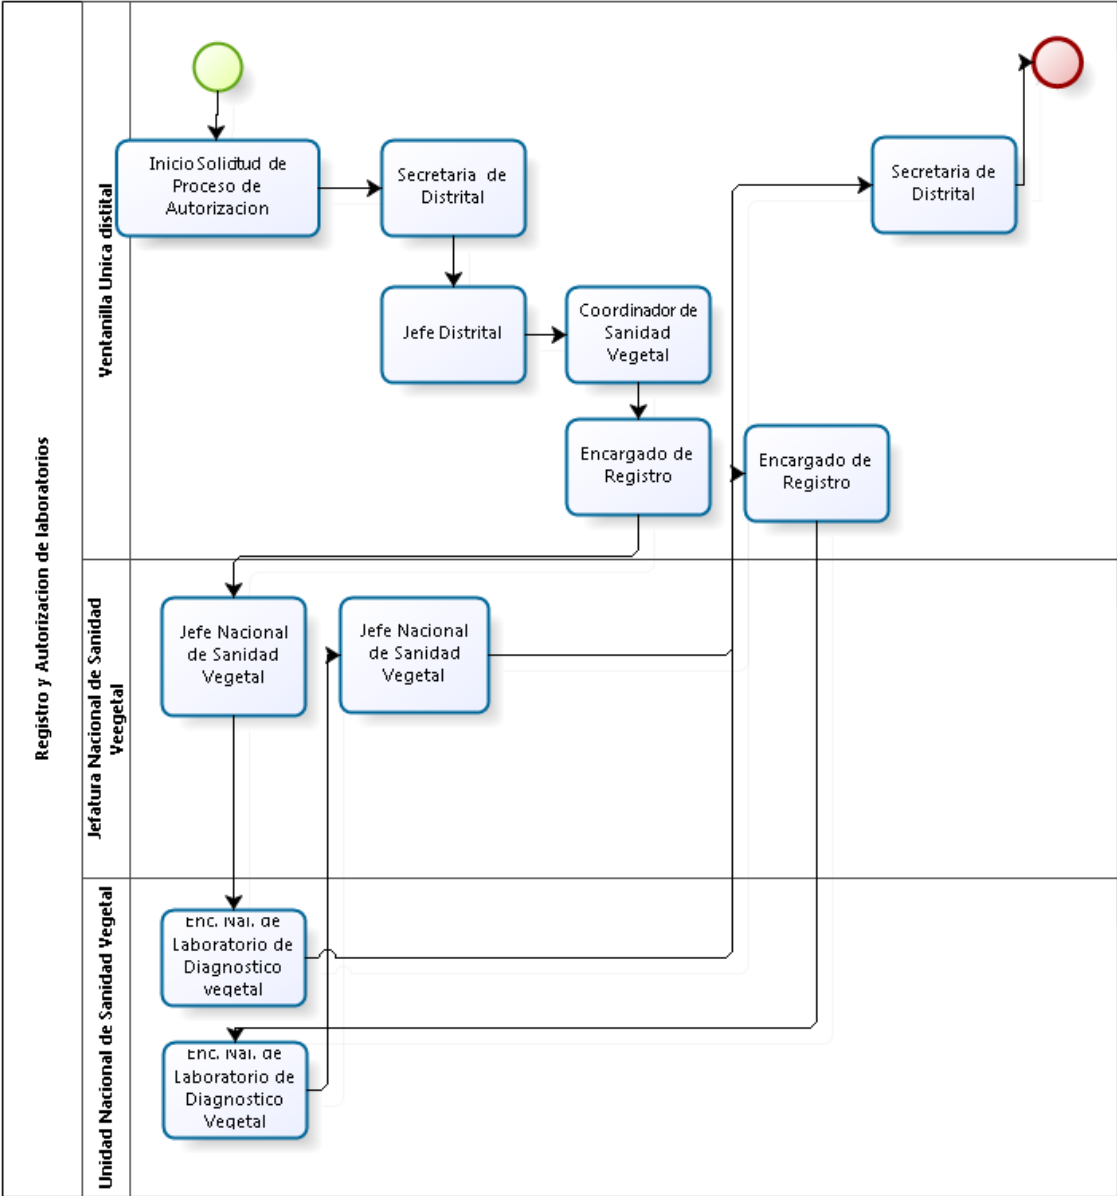 Registro y Autorizacion de laboratorios
Ventanilla Unica distital
Inicio Solicitud de
Proceso de
Autorizacion
Secretaria de
Distrital
Secretaria de
Distrital
Jefe Distrital
Coordinador de
Sanidad
Vegetal
Encargado de
Registro
Encargado de
Registro
Jefatura Nacional de Sanidad
Veegetal
Jefe Nacional
de Sanidad
Vegetal
Jefe Nacional
de Sanidad
Vegetal
Unidad Nacional de Sanidad Vegetal
Enc. Nal. de
Laboratorio de
Diagnostico
vegetal
Enc. Nal. de
Laboratorio de
Diagnostico
Vegetal